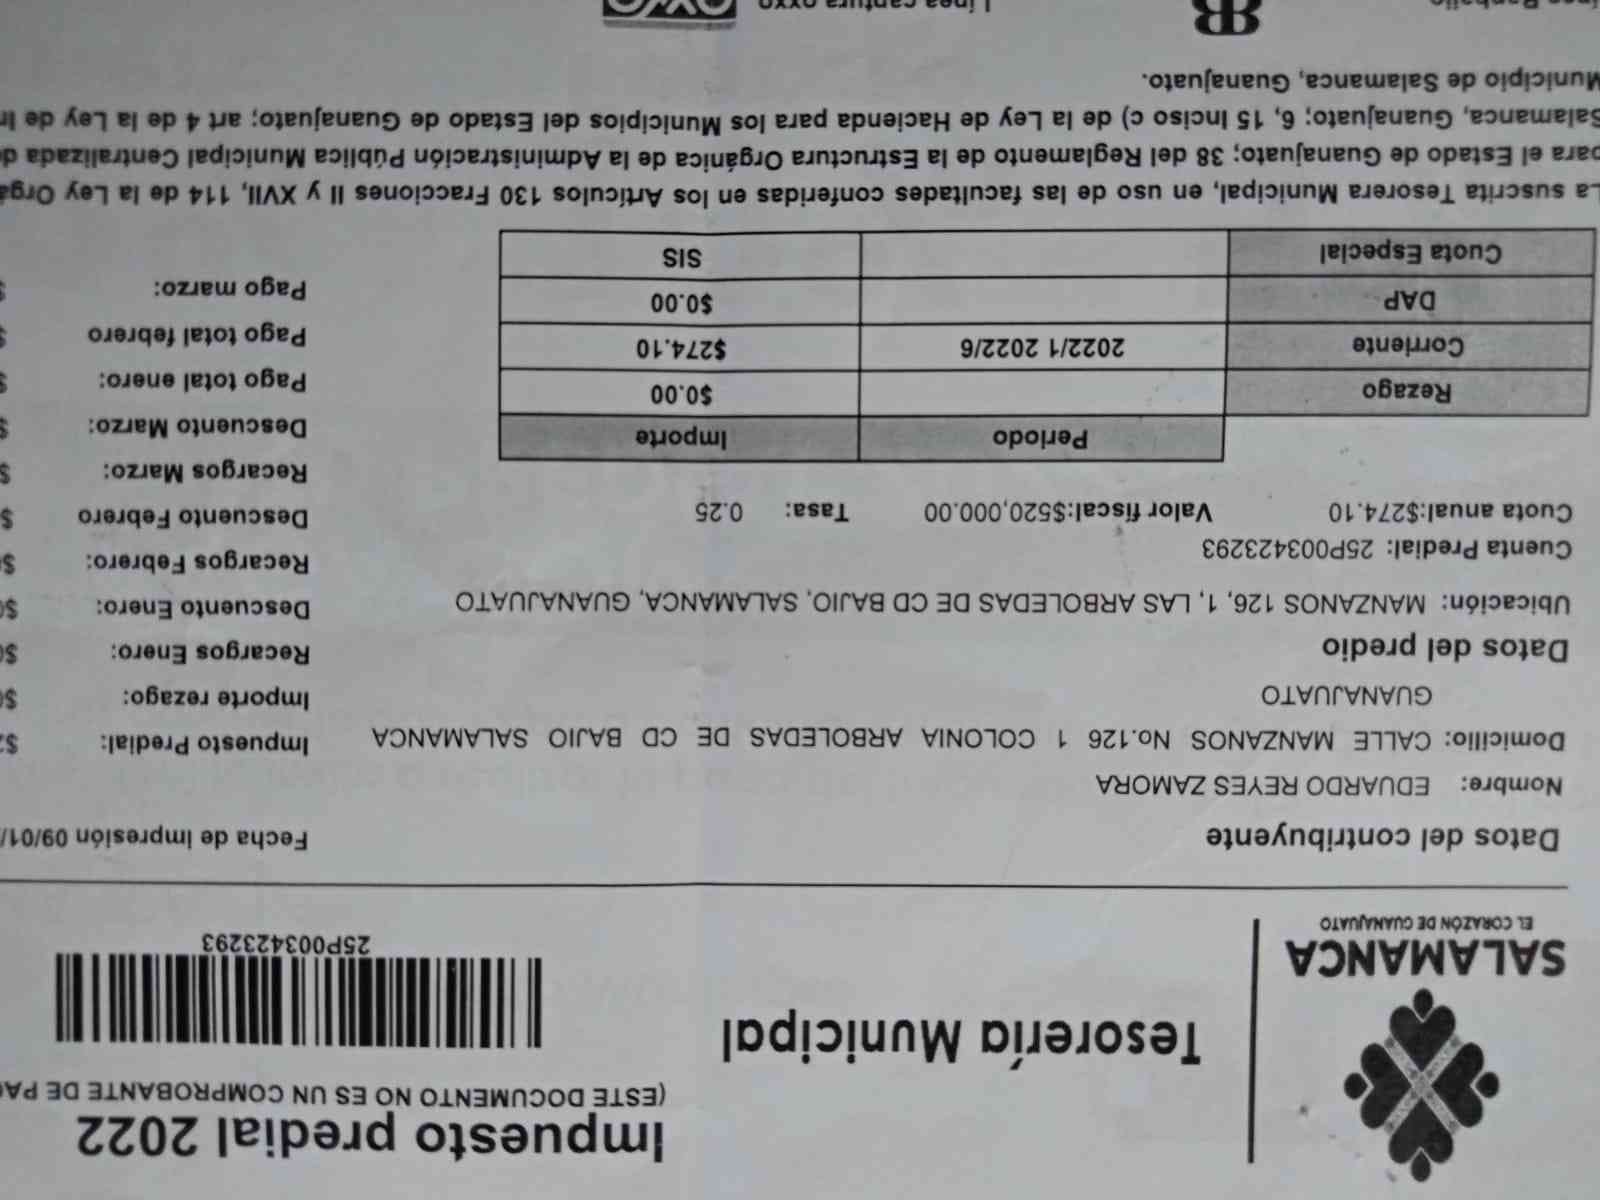 Impuesto predial 2022
(ESTE DOCUMENTO NO ES UN COMPROBANTE DE
Tesorería Municipal
25P003423293
SALAMANCA
EL CORAZÓN DE GUANAJUATO
Datos del contribuyente
Fecha de impresión 09/01/
Nombre: EDUARDO REYES ZAMORA
Domicilio: CALLE MANZANOS No.126 1 COLONIA ARBOLEDAS DE CD BAJIO SALAMANCA
GUANAJUATO
Datos del predio
Ubicación: MANZANOS 126, 1, LAS ARBOLEDAS DE CD BAJIO, SALAMANCA, GUANAJUATO
Cuenta Predial: 25P003423293
Cuota anual:$274.10 Valor fiscal:$520,000.00 Tasa: 0.25
Periodo Importe
Rezago $0.00
Corriente 2022/1 2022/6 $274.10
DAP $0.00
Cuota Especial SIS
Impuesto Predial: $
Importe rezago: $
Recargos Enero: $
Descuento Enero: $
Recargos Febrero: $
Descuento Febrero $
Recargos Marzo: $
Descuento Marzo: $
Pago total enero: $
Pago total febrero $
Pago marzo: $
La suscrita Tesorera Municipal, en uso de las facultades conferidas en los Artículos 130 Fracciones II y XVII, 114 de la Ley
para el Estado de Guanajuato; 38 del Reglamento de la Estructura Orgánica de la Administración Pública Municipal Centralizada
Salamanca, Guanajuato; 6, 15 Inciso c) de la Ley de Hacienda para los Municipios del Estado de Guanajuato; art 4 de la Ley de
Municipio de Salamanca, Guanajuato.
Línea captura oxxo
OXXO